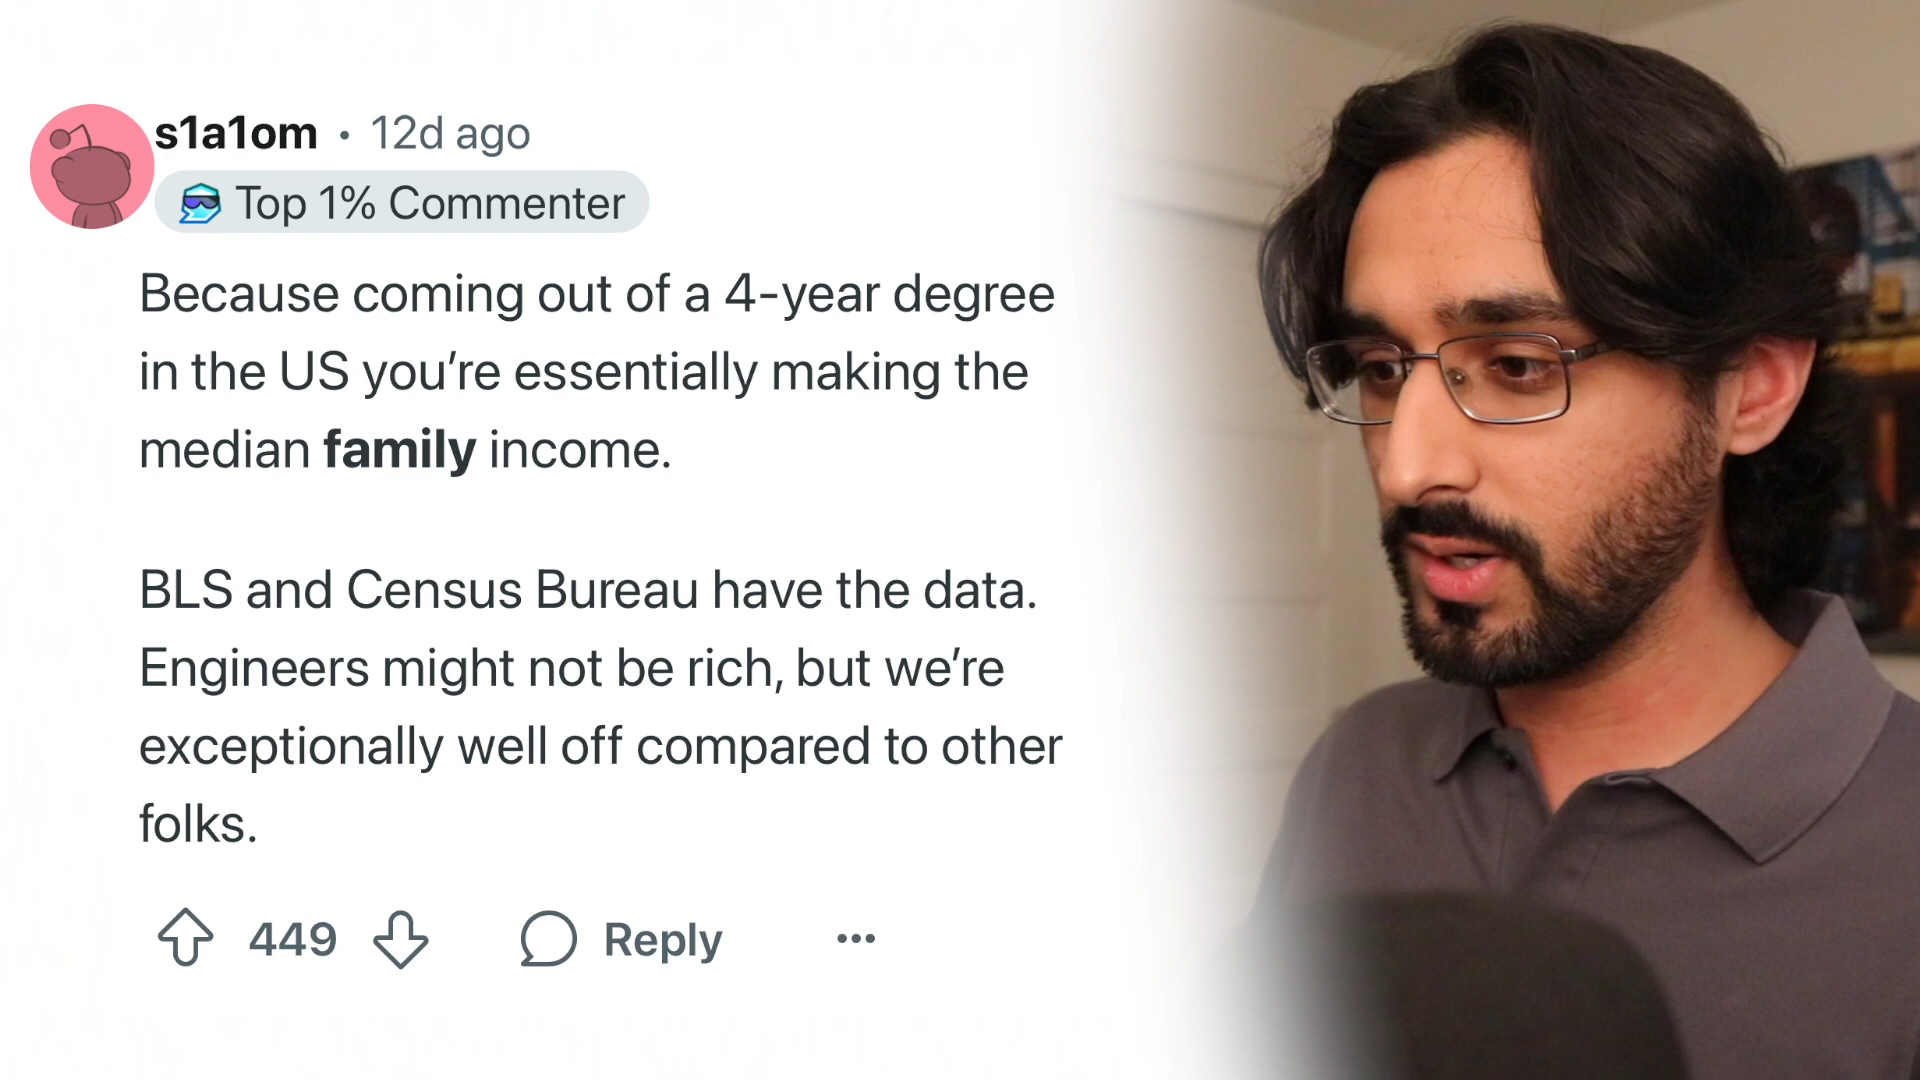 s1a1om • 12d ago
Top 1% Commenter
Because coming out of a 4-year degree
in the US you’re essentially making the
median family income.
BLS and Census Bureau have the data.
Engineers might not be rich, but we’re
exceptionally well off compared to other
folks.
449 Reply ...